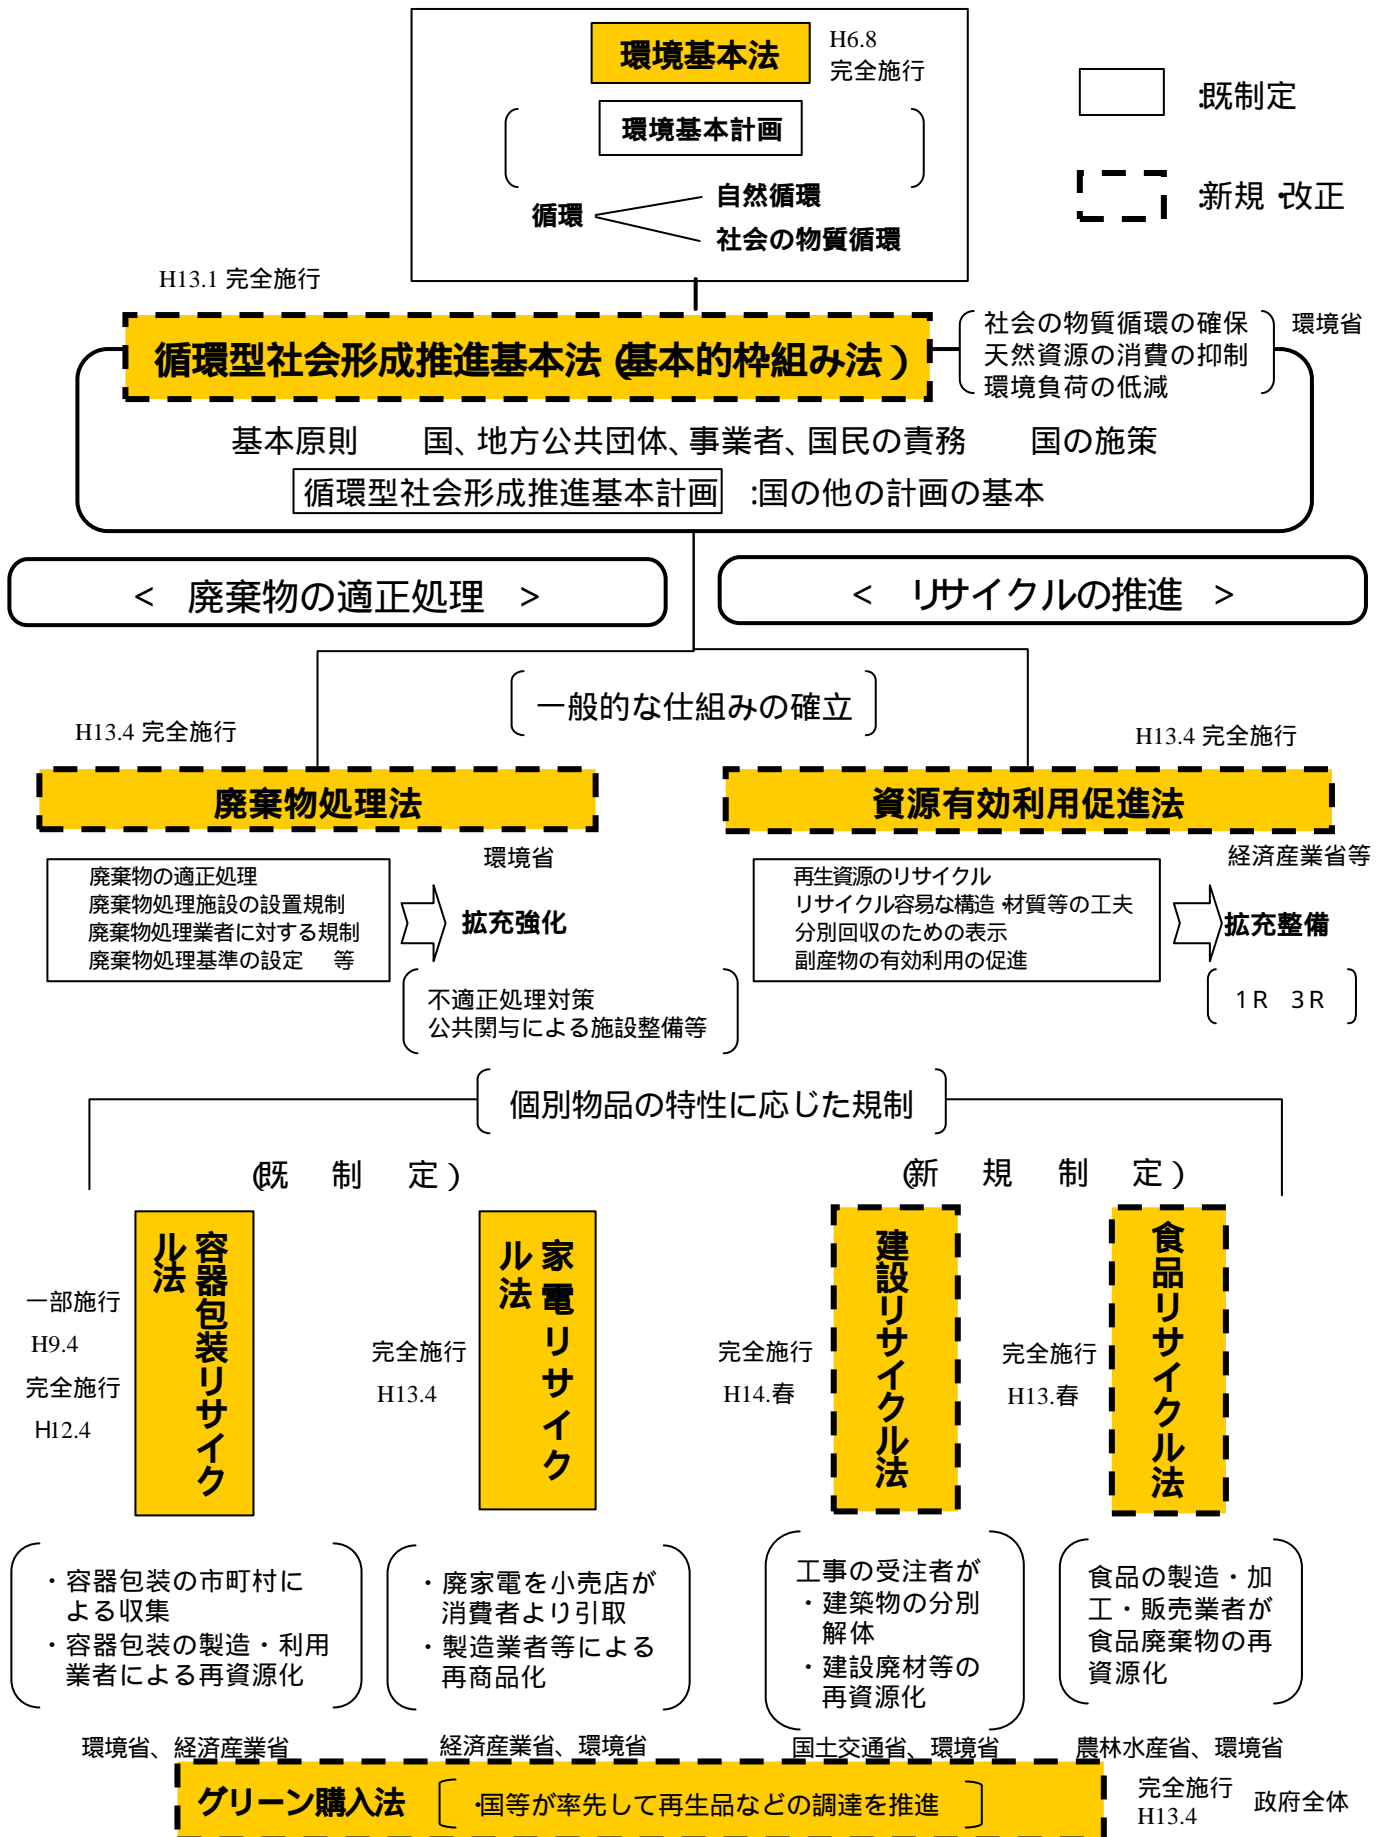 環境基本法
H6.8
完全施行
環境基本計画
循環
自然循環
社会の物質循環
:既制定
:新規・改正
H13.1 完全施行
循環型社会形成推進基本法(基本的枠組み法)
社会の物質循環の確保
天然資源の消費の抑制
環境負荷の低減
環境省
基本原則 国、地方公共団体、事業者、国民の責務 国の施策
循環型社会形成推進基本計画 :国の他の計画の基本
< 廃棄物の適正処理 >
< リサイクルの推進 >
一般的な仕組みの確立
H13.4 完全施行
廃棄物処理法
環境省
廃棄物の適正処理
廃棄物処理施設の設置規制
廃棄物処理業者に対する規制
廃棄物処理基準の設定 等
拡充強化
不適正処理対策
公共関与による施設整備等
H13.4 完全施行
資源有効利用促進法
経済産業省等
再生資源のリサイクル
リサイクル容易な構造・材質等の工夫
分別回収のための表示
副産物の有効利用の促進
拡充整備
1R 3R
個別物品の特性に応じた規制
(既 制 定)
(新 規 制 定)
一部施行
H9.4
完全施行
H12.4
容器包装リサイク
ル法
完全施行
H13.4
家電リサイク
ル法
完全施行
H14.春
建設リサイクル法
完全施行
H13.春
食品リサイクル法
・容器包装の市町村に
よる収集
・容器包装の製造・利用
業者による再資源化
・廃家電を小売店が
消費者より引取
・製造業者等による
再商品化
工事の受注者が
・建築物の分別
解体
・建設廃材等の
再資源化
食品の製造・加
工・販売業者が
食品廃棄物の再
資源化
環境省、経済産業省
経済産業省、環境省
国土交通省、環境省
農林水産省、環境省
グリーン購入法
・国等が率先して再生品などの調達を推進
完全施行
H13.4
政府全体